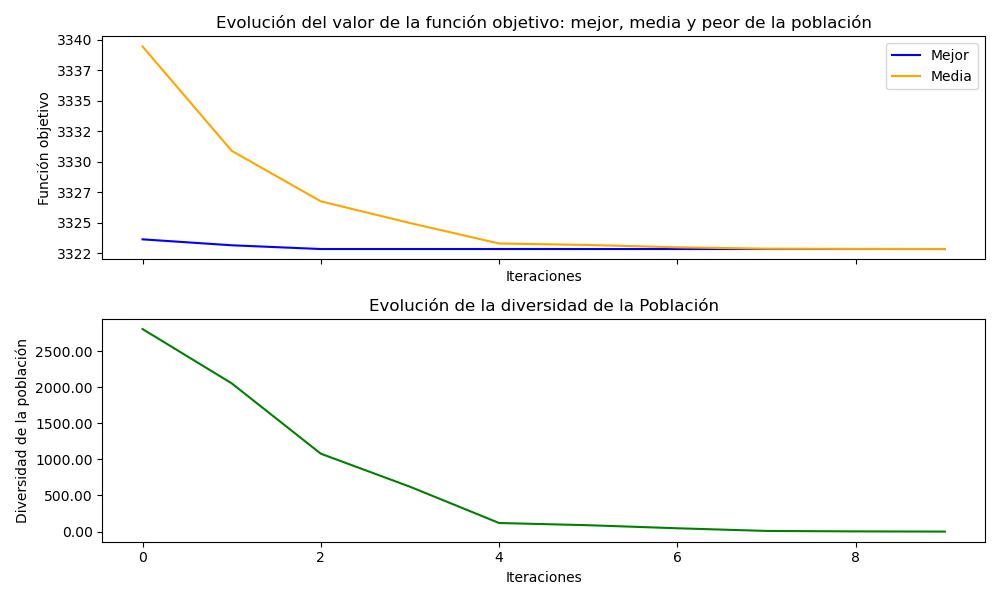 Evolución del valor de la función objetivo: mejor, media y peor de la población
Función objetivo
3340
3337
3335
3332
3330
3327
3325
3322
Mejor
Media
Iteraciones
Evolución de la diversidad de la Población
Diversidad de la población
2500.00
2000.00
1500.00
1000.00
500.00
0.00
0 2 4 6 8
Iteraciones